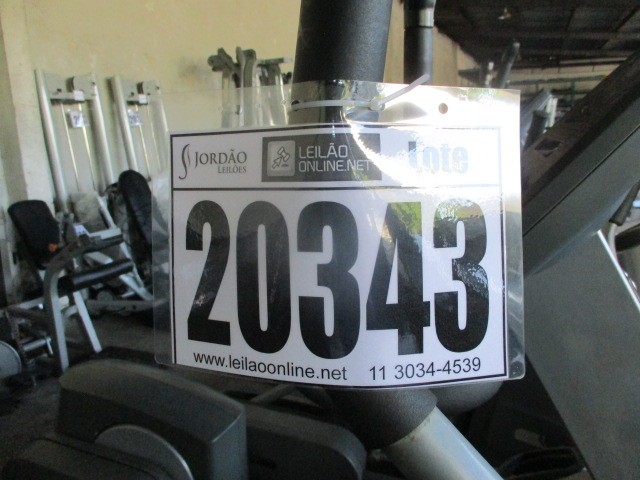 JORDÃO
LEILÕES
LEILÃO
ONLINE.NET
Lote
20343
www.leilaoonline.net 11 3034-4539